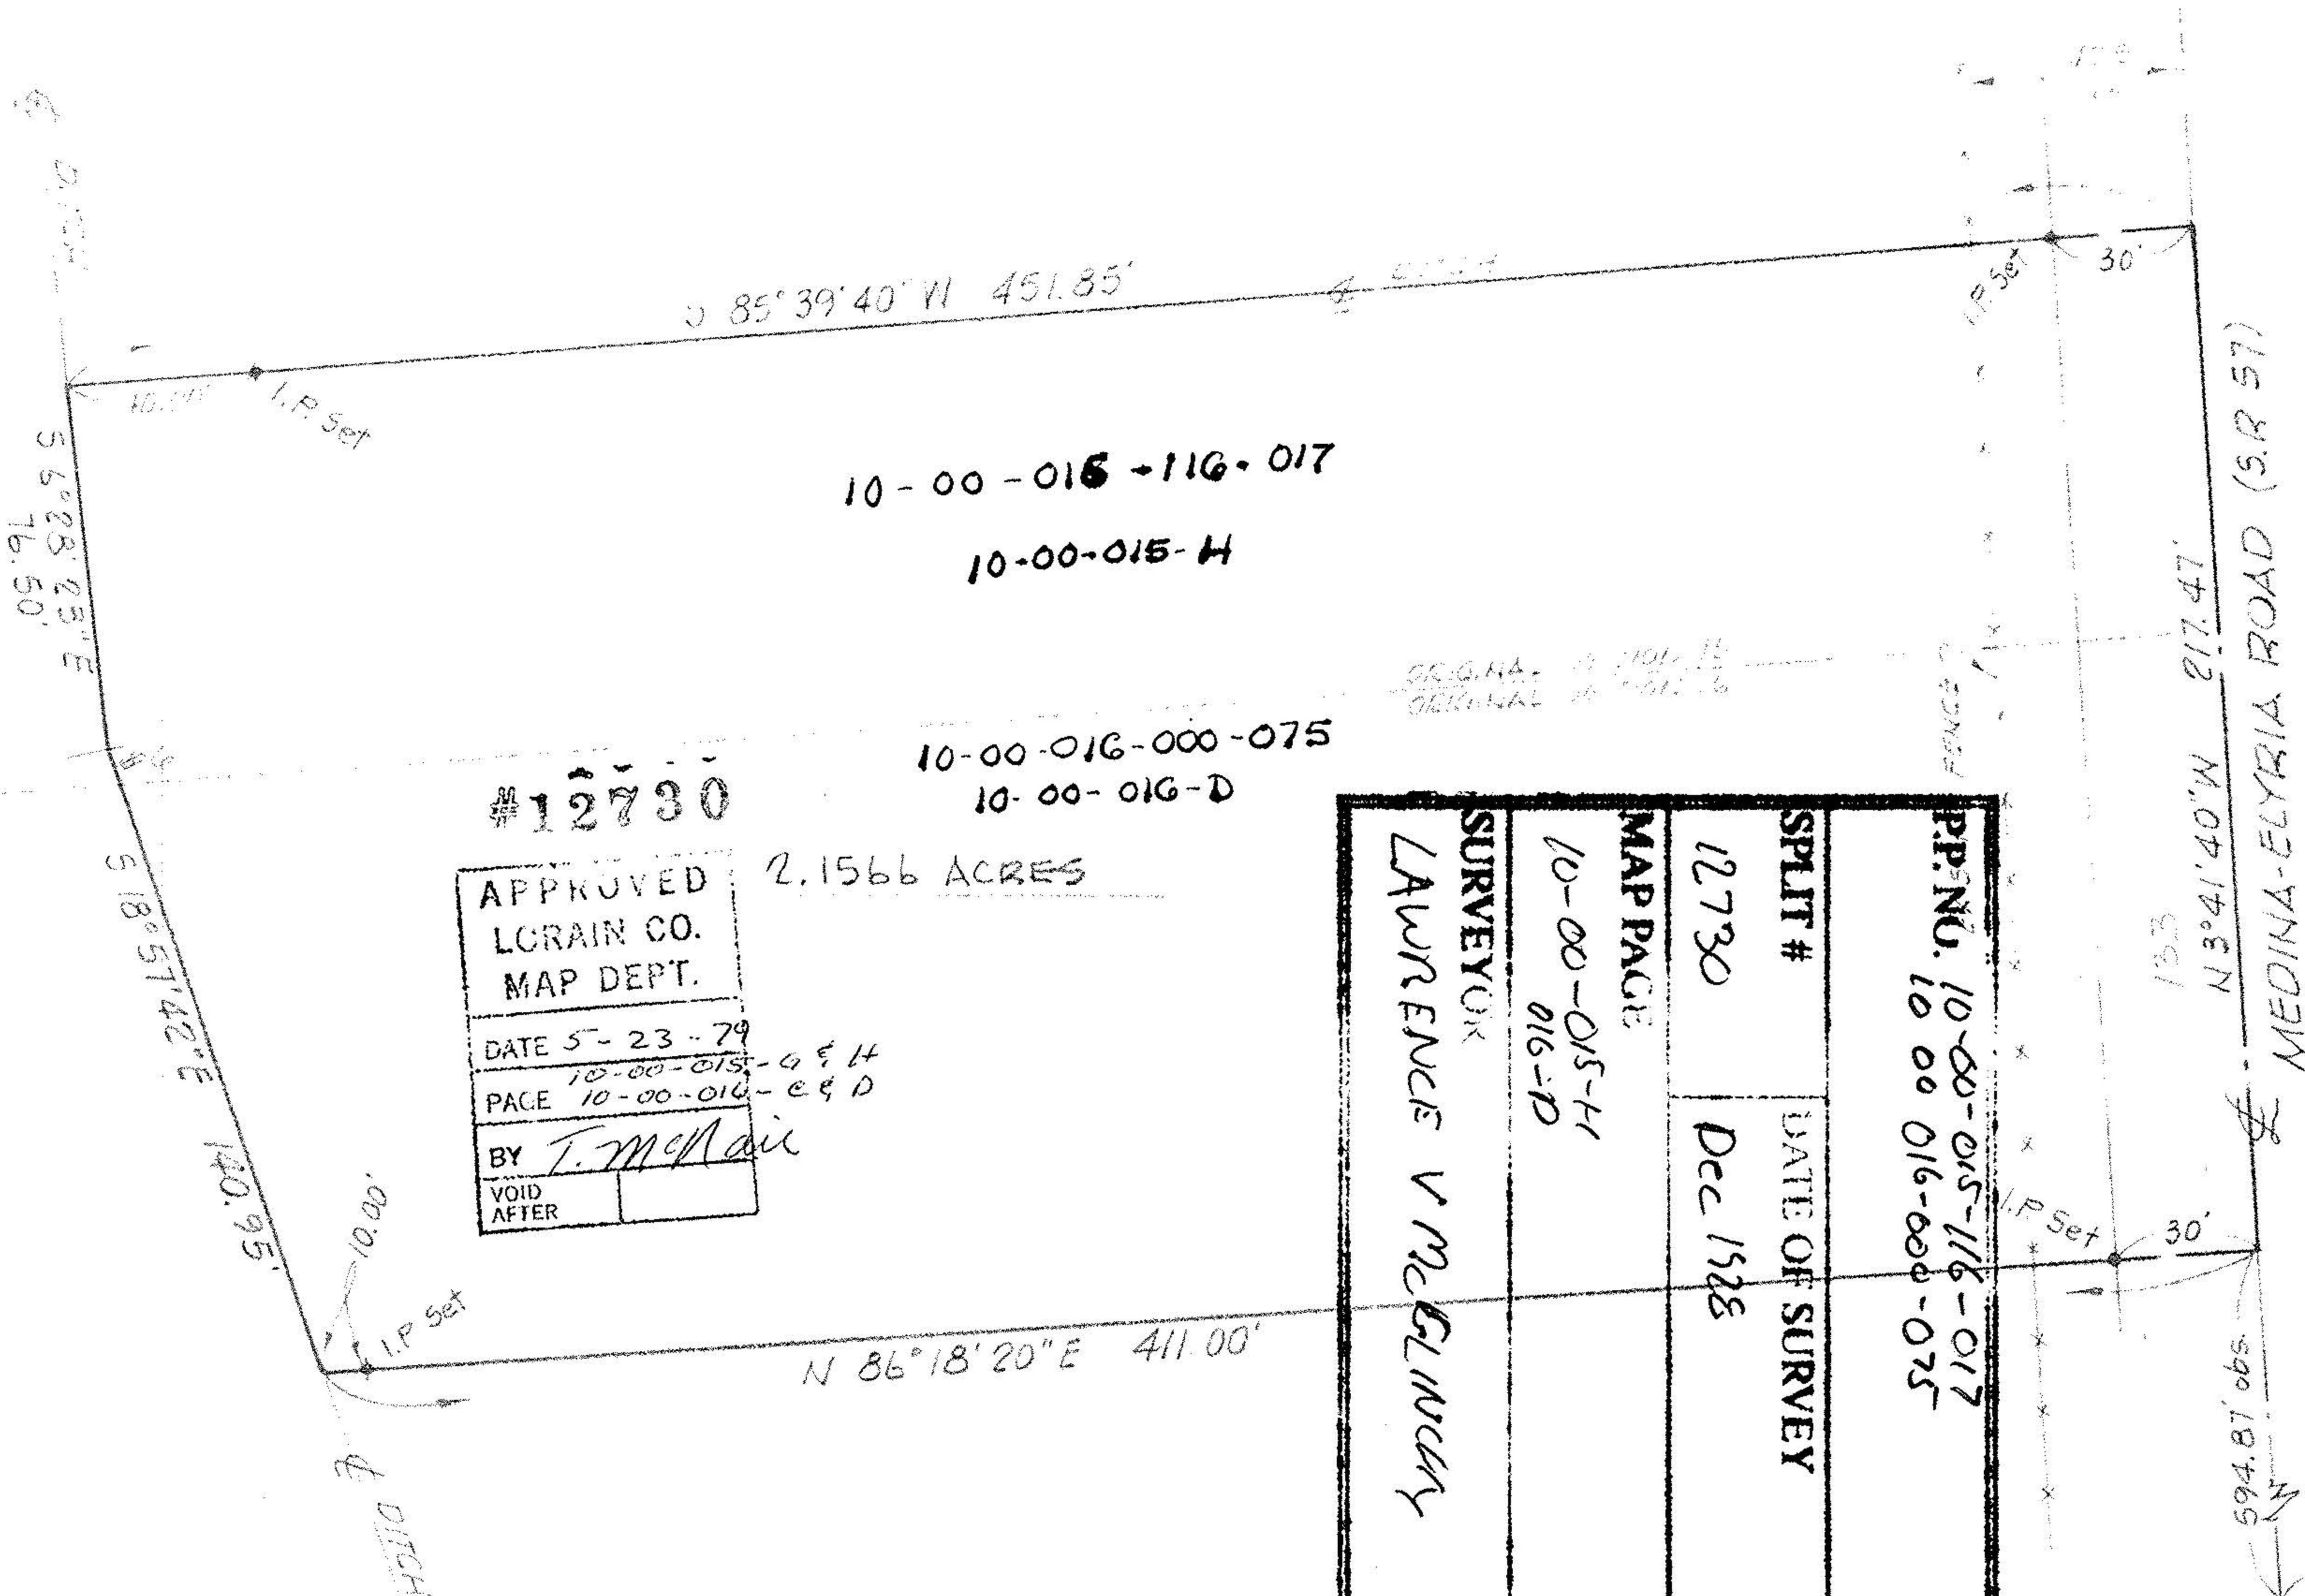 85°39'40" W 451.85'
℄
30'
I.P. Set
I.P. Set
S 6°28'23" E
76.50'
10-00-015-116-017
10-00-015-H
ORIGINAL
ORIGINAL
10-00-016-000-075
10-00-016-D
#12730
2.1566 ACRES
APPROVED
LORAIN CO.
MAP DEPT.
DATE 5-23-79
10-00-015-G & H
PAGE 10-00-016-C & D
BY T. McNair
VOID
AFTER
S 18°57'42"E 140.95'
10.00'
I.P. Set
N 86°18'20"E 411.00'
℄ DITCH
P.P. NO. 10-00-015-116-017
10 00 016-000-075
SPLIT #
12730
DATE OF SURVEY
Dec 1978
MAP PAGE
10-00-015-H
016-D
SURVEYOR
LAWRENCE V McGLINCHY
FENCE
133
N 3°41'40"W 217.47'
℄ MEDINA-ELYRIA ROAD (S.R 57)
I.P. Set
30'
594.87' obs
N